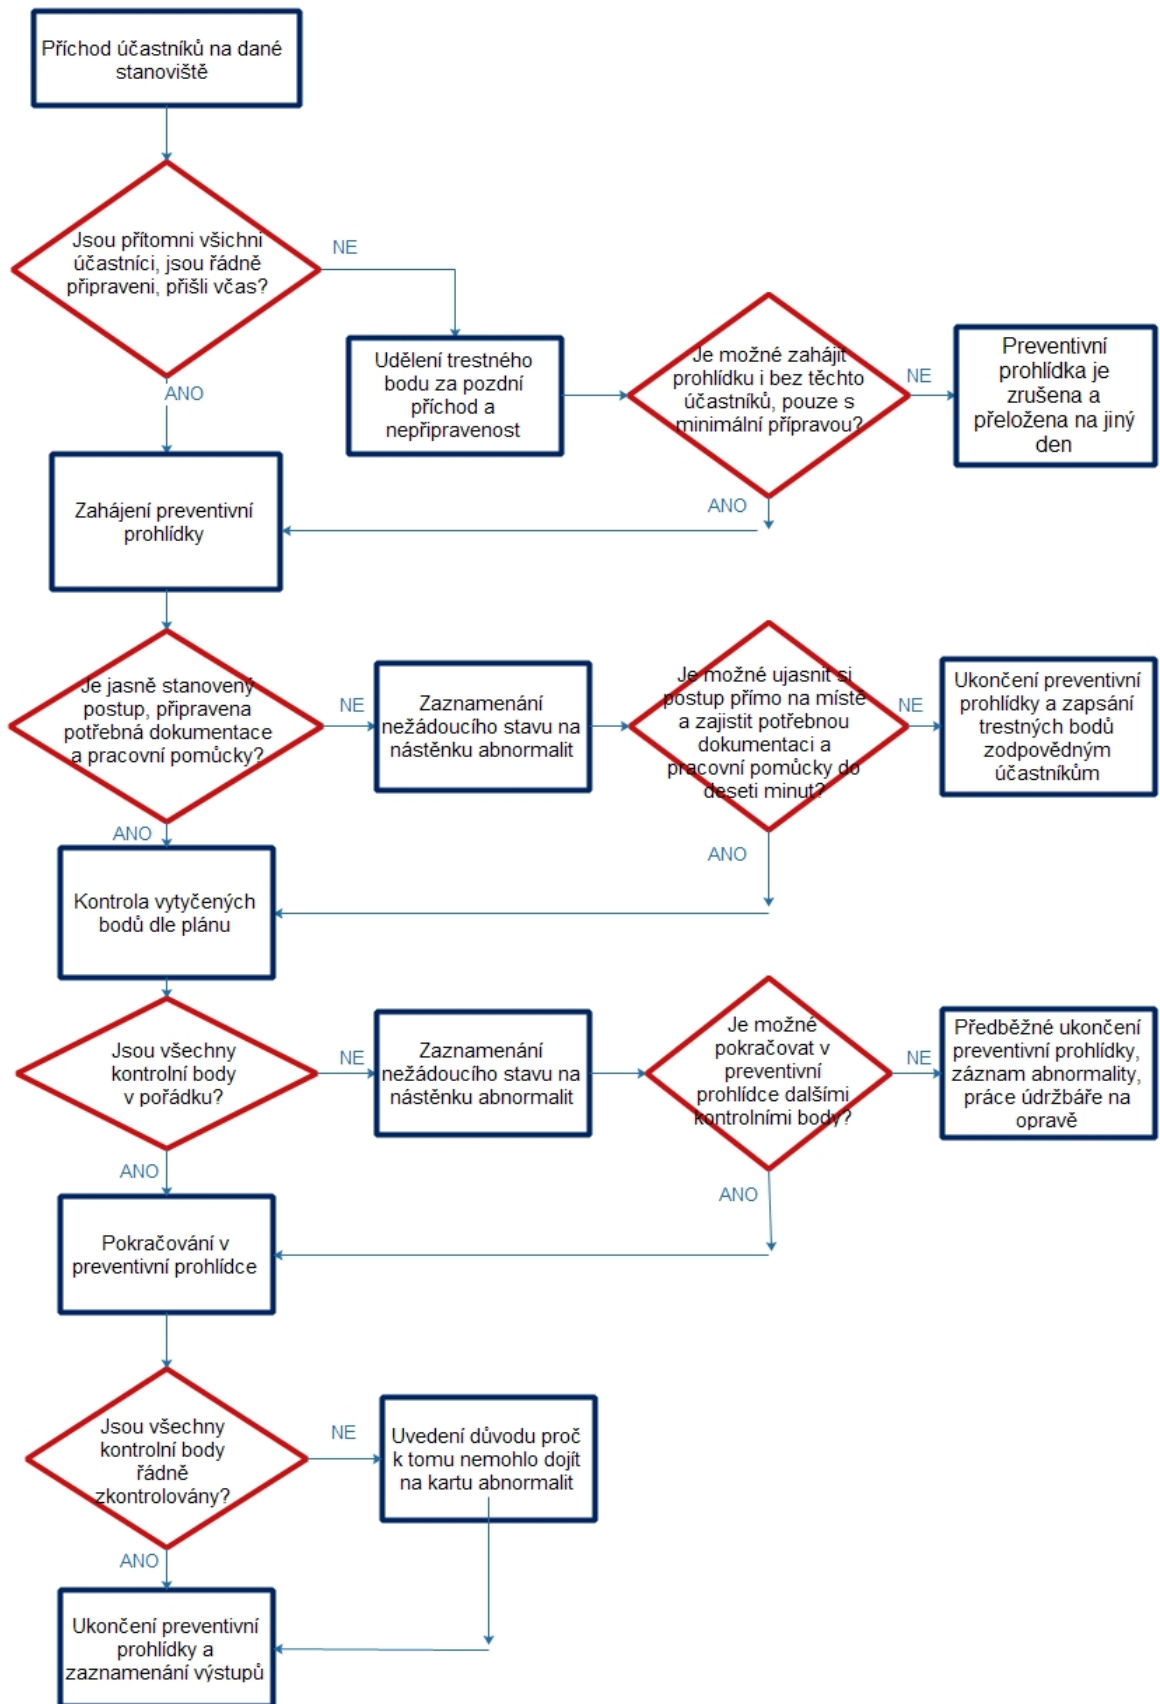 Příchod účastníků na dané
stanoviště
Jsou přítomni všichni
účastníci, jsou řádně
připraveni, přišli včas?
NE
ANO
Udělení trestného
bodu za pozdní
příchod a
nepřipravenost
Je možné zahájit
prohlídku i bez těchto
účastníků, pouze s
minimální přípravou?
NE
Preventivní
prohlídka je
zrušena a
přeložena na jiný
den
ANO
Zahájení preventivní
prohlídky
Je jasně stanovený
postup, připravena
potřebná dokumentace
a pracovní pomůcky?
NE
Zaznamenání
nežádoucího stavu na
nástěnku abnormalit
Je možné ujasnit si
postup přímo na místě
a zajistit potřebnou
dokumentaci a
pracovní pomůcky do
deseti minut?
NE
Ukončení preventivní
prohlídky a zapsání
trestných bodů
zodpovědným
účastníkům
ANO
ANO
Kontrola vytyčených
bodů dle plánu
Jsou všechny
kontrolní body
v pořádku?
NE
Zaznamenání
nežádoucího stavu na
nástěnku abnormalit
Je možné
pokračovat v
preventivní
prohlídce dalšími
kontrolními body?
NE
Předběžné ukončení
preventivní prohlídky,
záznam abnormality,
práce údržbáře na
opravě
ANO
ANO
Pokračování v
preventivní prohlídce
Jsou všechny
kontrolní body
řádně
zkontrolovány?
NE
Uvedení důvodu proč
k tomu nemohlo dojít
na kartu abnormalit
ANO
Ukončení preventivní
prohlídky a
zaznamenání výstupů